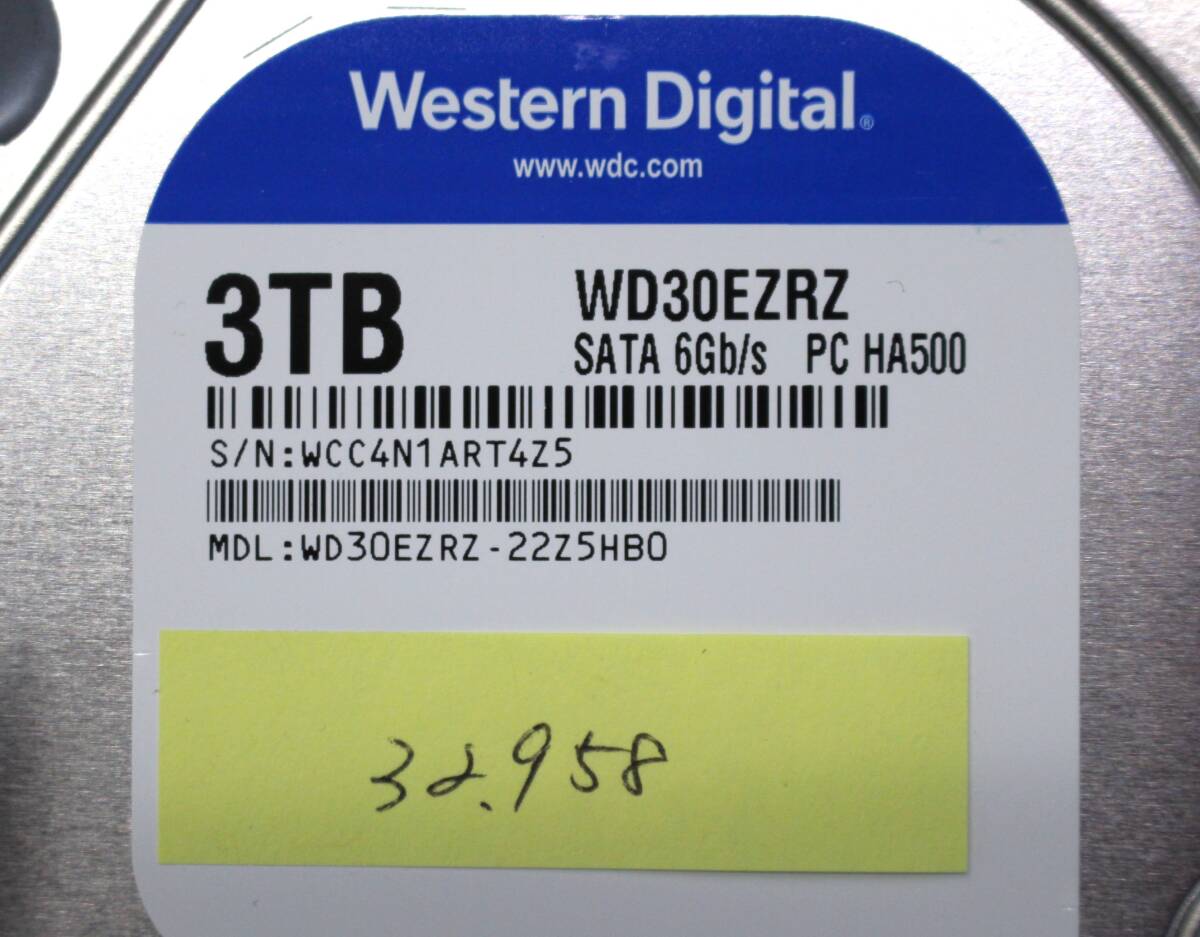 Western Digital®
www.wdc.com
3TB
WD30EZRZ
SATA 6Gb/s PC HA500
S/N:WCC4N1ART4Z5
MDL:WD30EZRZ-22Z5HB0
32.958